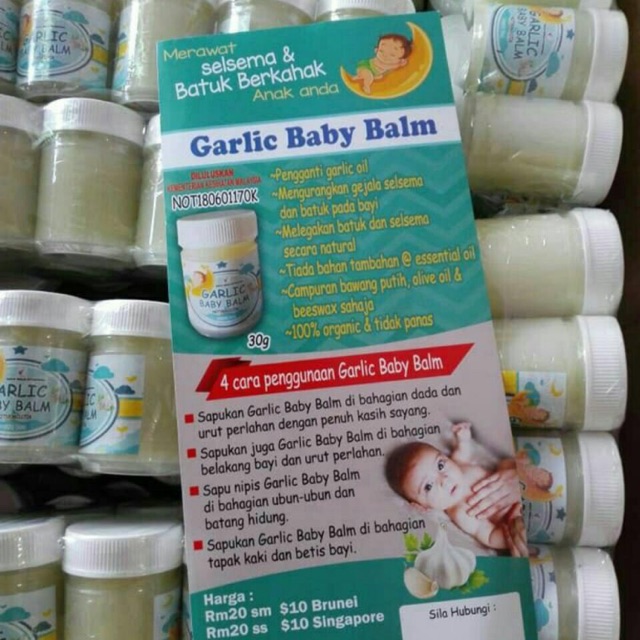 Merawat
selsema &
Batuk Berkahak
Anak anda
Garlic Baby Balm
DILULUSKAN
KEMENTERIAN KESIHATAN MALAYSIA
NOT180601170K
~Pengganti garlic oil
~Mengurangkan gejala selsema
dan batuk pada bayi
~Melegakan batuk dan selsema
secara natural
~Tiada bahan tambahan @ essential oil
~Campuran bawang putih, olive oil &
beeswax sahaja
~100% organic & tidak panas
GARLIC
BABY BALM
30g
4 cara penggunaan Garlic Baby Balm
Sapukan Garlic Baby Balm di bahagian dada dan
urut perlahan dengan penuh kasih sayang.
Sapukan juga Garlic Baby Balm di bahagian
belakang bayi dan urut perlahan.
Sapu nipis Garlic Baby Balm
di bahagian ubun-ubun dan
batang hidung.
Sapukan Garlic Baby Balm di bahagian
tapak kaki dan betis bayi.
Harga :
Rm20 sm $10 Brunei
Rm20 ss $10 Singapore
Sila Hubungi :
GARLIC
BABY BALM
GARLIC
BABY BALM
ARLIC
BY BALM